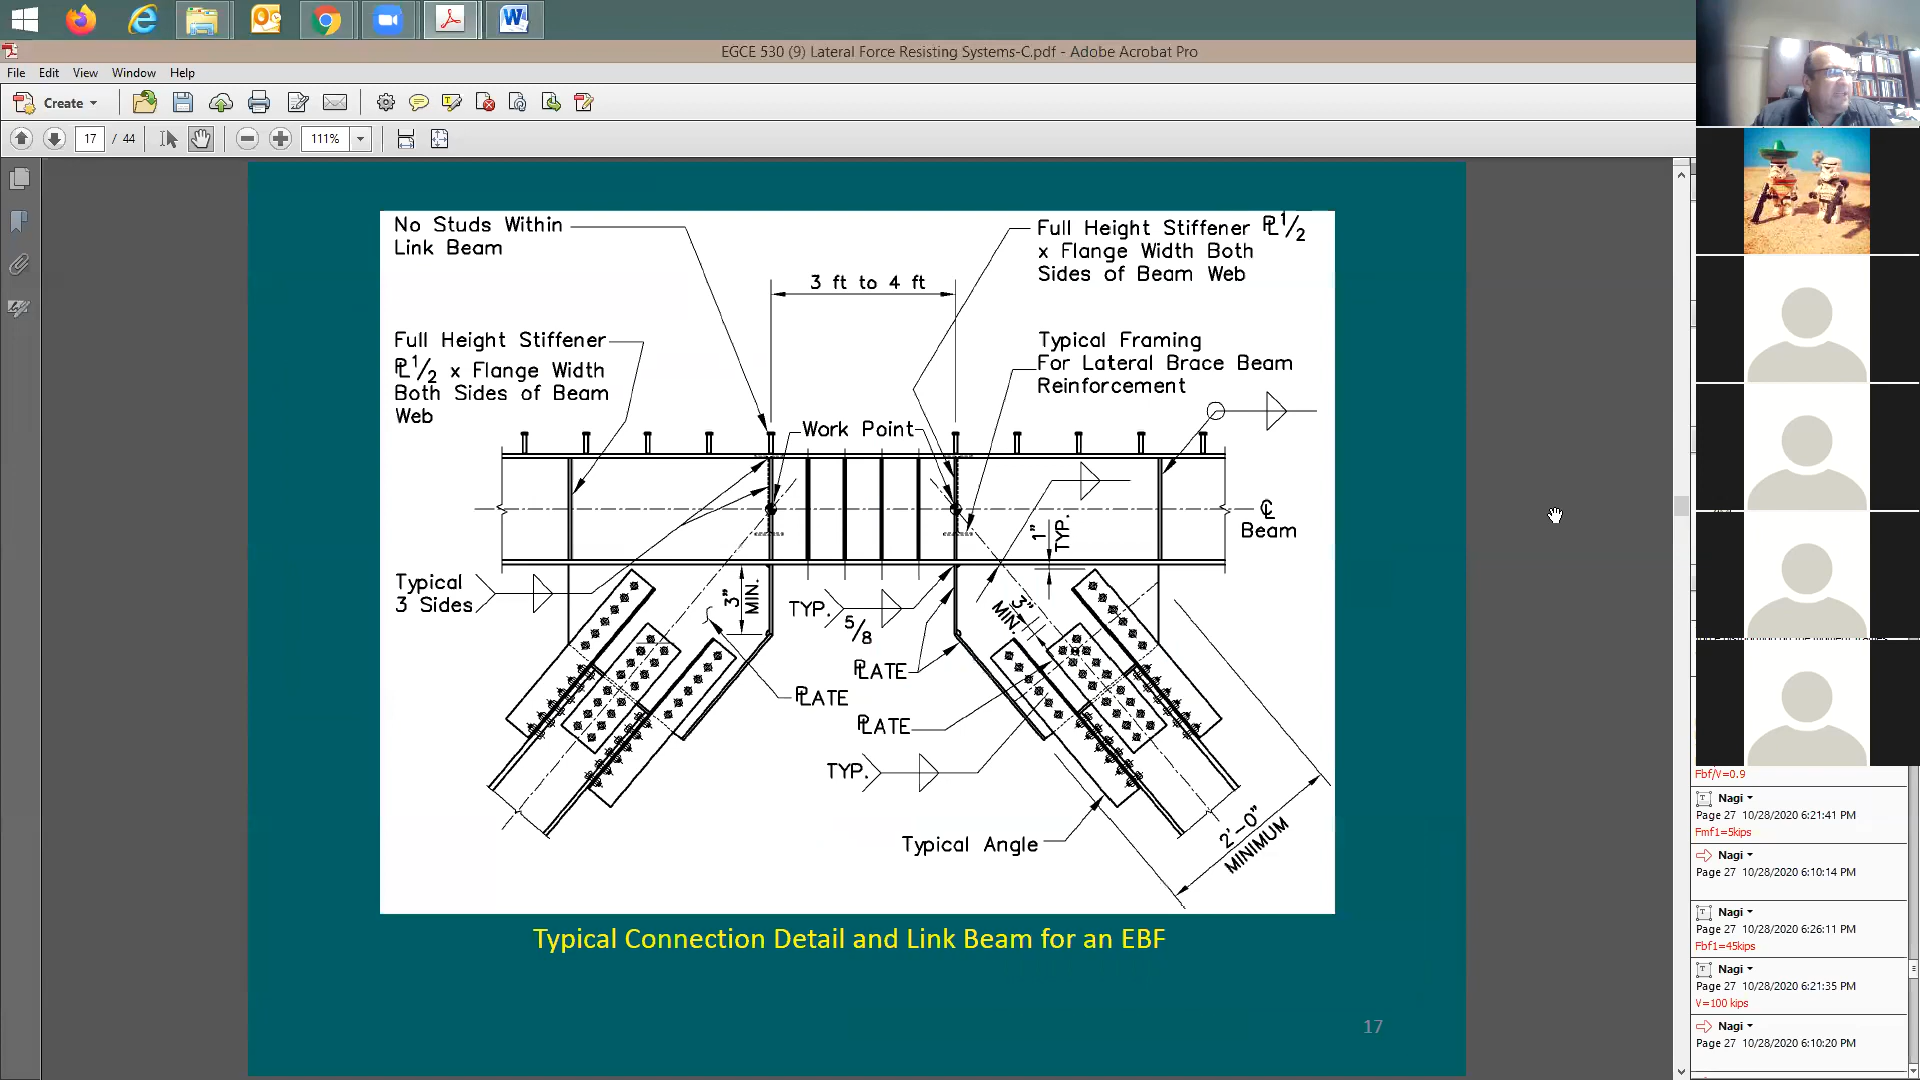 EGCE 530 (9) Lateral Force Resisting Systems-C.pdf - Adobe Acrobat Pro
File Edit View Window Help
Create
17 / 44
111%
No Studs Within
Link Beam
Full Height Stiffener ℄ 1/2
x Flange Width Both
Sides of Beam Web
3 ft to 4 ft
Full Height Stiffener
PL 1/2 x Flange Width
Both Sides of Beam
Web
Typical Framing
For Lateral Brace Beam
Reinforcement
Work Point
CL
Beam
1" TYP.
Typical
3 Sides
3" MIN.
TYP.
5/8
3" MIN.
PLATE
PLATE
PLATE
TYP.
Typical Angle
2'-0"
MINIMUM
Typical Connection Detail and Link Beam for an EBF
17
Fbf/V=0.9
Nagi
Page 27 10/28/2020 6:21:41 PM
Fmf1=5kips
Nagi
Page 27 10/28/2020 6:10:14 PM
Nagi
Page 27 10/28/2020 6:26:11 PM
Fbf1=45kips
Nagi
Page 27 10/28/2020 6:21:35 PM
V=100 kips
Nagi
Page 27 10/28/2020 6:10:20 PM